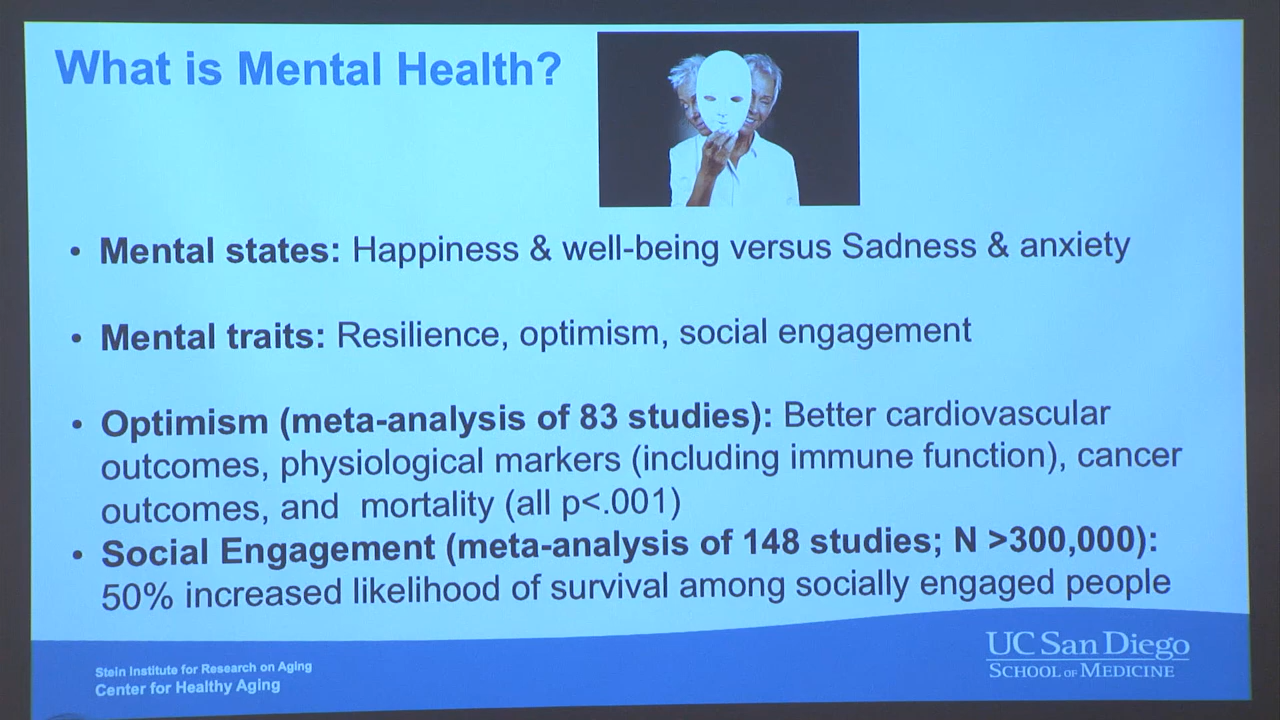 What is Mental Health?
• Mental states: Happiness & well-being versus Sadness & anxiety
• Mental traits: Resilience, optimism, social engagement
• Optimism (meta-analysis of 83 studies): Better cardiovascular
outcomes, physiological markers (including immune function), cancer
outcomes, and mortality (all p<.001)
• Social Engagement (meta-analysis of 148 studies; N >300,000):
50% increased likelihood of survival among socially engaged people
Stein Institute for Research on Aging
Center for Healthy Aging
UC San Diego
SCHOOL OF MEDICINE